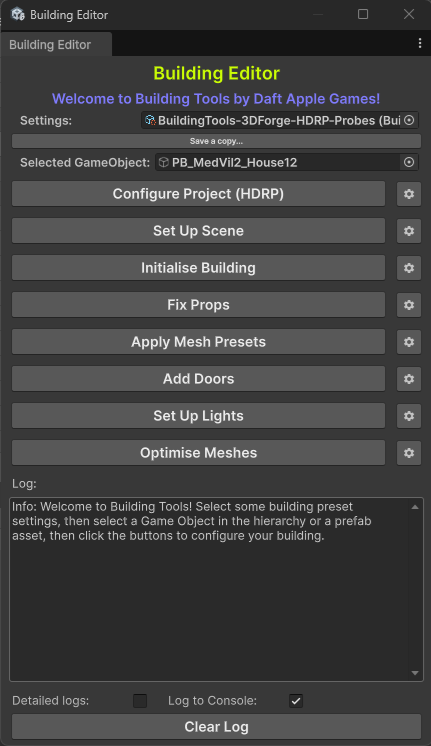 Building Editor
Building Editor
Building Editor
Welcome to Building Tools by Daft Apple Games!
Settings: BuildingTools-3DForge-HDRP-Probes (Bui
Save a copy...
Selected GameObject: PB_MedVil2_House12
Configure Project (HDRP)
Set Up Scene
Initialise Building
Fix Props
Apply Mesh Presets
Add Doors
Set Up Lights
Optimise Meshes
Log:
Info: Welcome to Building Tools! Select some building preset
settings, then select a Game Object in the hierarchy or a prefab
asset, then click the buttons to configure your building.
Detailed logs: Log to Console:
Clear Log